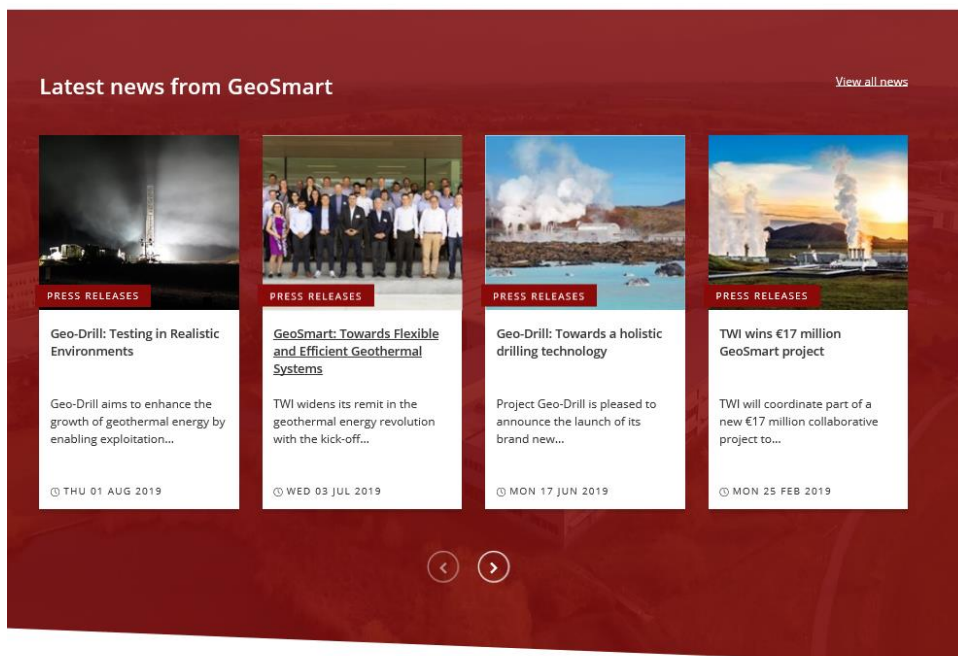 Latest news from GeoSmart
View all news
PRESS RELEASES
Geo-Drill: Testing in Realistic
Environments
Geo-Drill aims to enhance the
growth of geothermal energy by
enabling exploitation...
THU 01 AUG 2019
PRESS RELEASES
GeoSmart: Towards Flexible
and Efficient Geothermal
Systems
TWI widens its remit in the
geothermal energy revolution
with the kick-off...
WED 03 JUL 2019
PRESS RELEASES
Geo-Drill: Towards a holistic
drilling technology
Project Geo-Drill is pleased to
announce the launch of its
brand new...
MON 17 JUN 2019
PRESS RELEASES
TWI wins €17 million
GeoSmart project
TWI will coordinate part of a
new €17 million collaborative
project to...
MON 25 FEB 2019